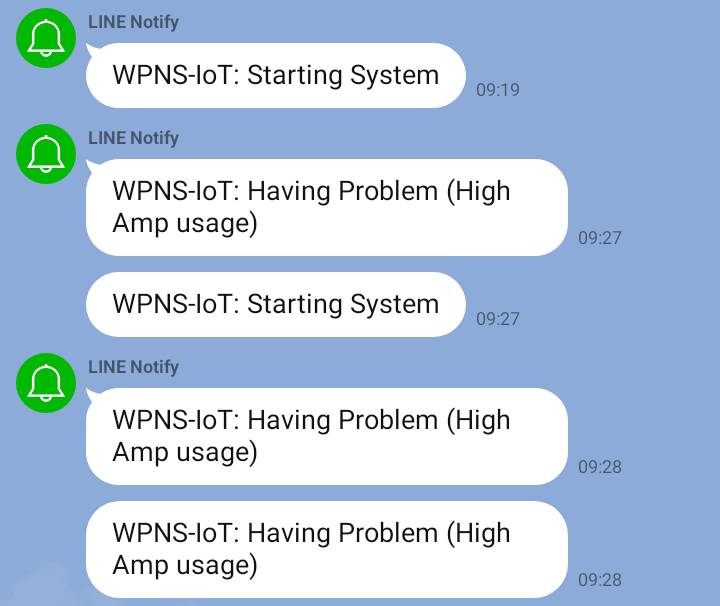 LINE Notify
WPNS-IoT: Starting System
09:19
LINE Notify
WPNS-IoT: Having Problem (High
Amp usage)
09:27
WPNS-IoT: Starting System
09:27
LINE Notify
WPNS-IoT: Having Problem (High
Amp usage)
09:28
WPNS-IoT: Having Problem (High
Amp usage)
09:28